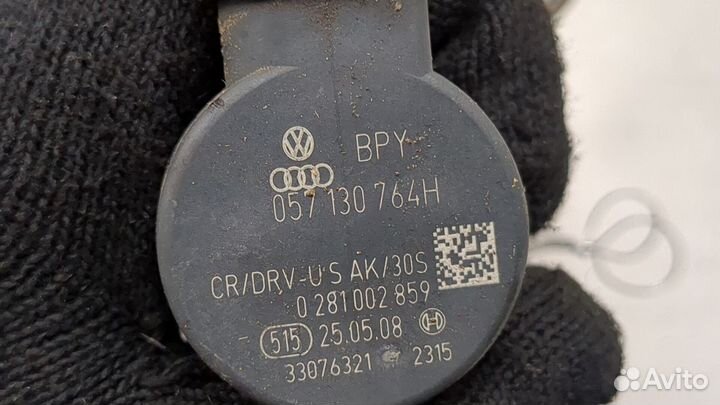 BPY
057 130 764H
CR/DRV-U S AK/30S
0 281 002 859
515 25.05.08
33076321 2315
Avito